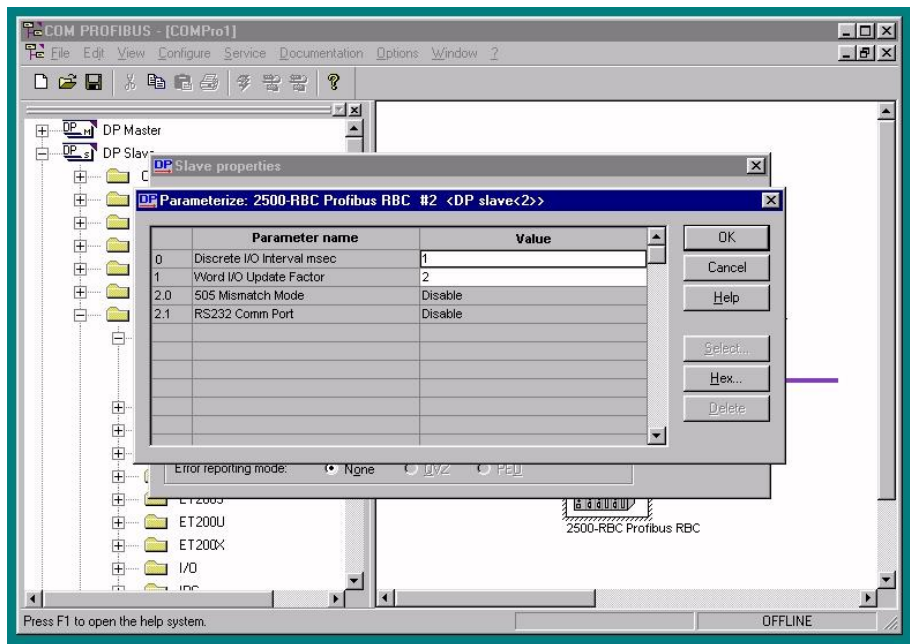 COM PROFIBUS - [COMPro1]
File Edit View Configure Service Documentation Options Window ?
DP Master
DP Slave
Slave properties
Parameterize: 2500-RBC Profibus RBC #2 <DP slave<2>>
Parameter name Value
0 Discrete I/O Interval msec 1
1 Word I/O Update Factor 2
2.0 505 Mismatch Mode Disable
2.1 RS232 Comm Port Disable
OK
Cancel
Help
Select...
Hex...
Delete
Error reporting mode: None QVZ PEU
ET200U
ET200X
I/O
2500-RBC Profibus RBC
Press F1 to open the help system. OFFLINE